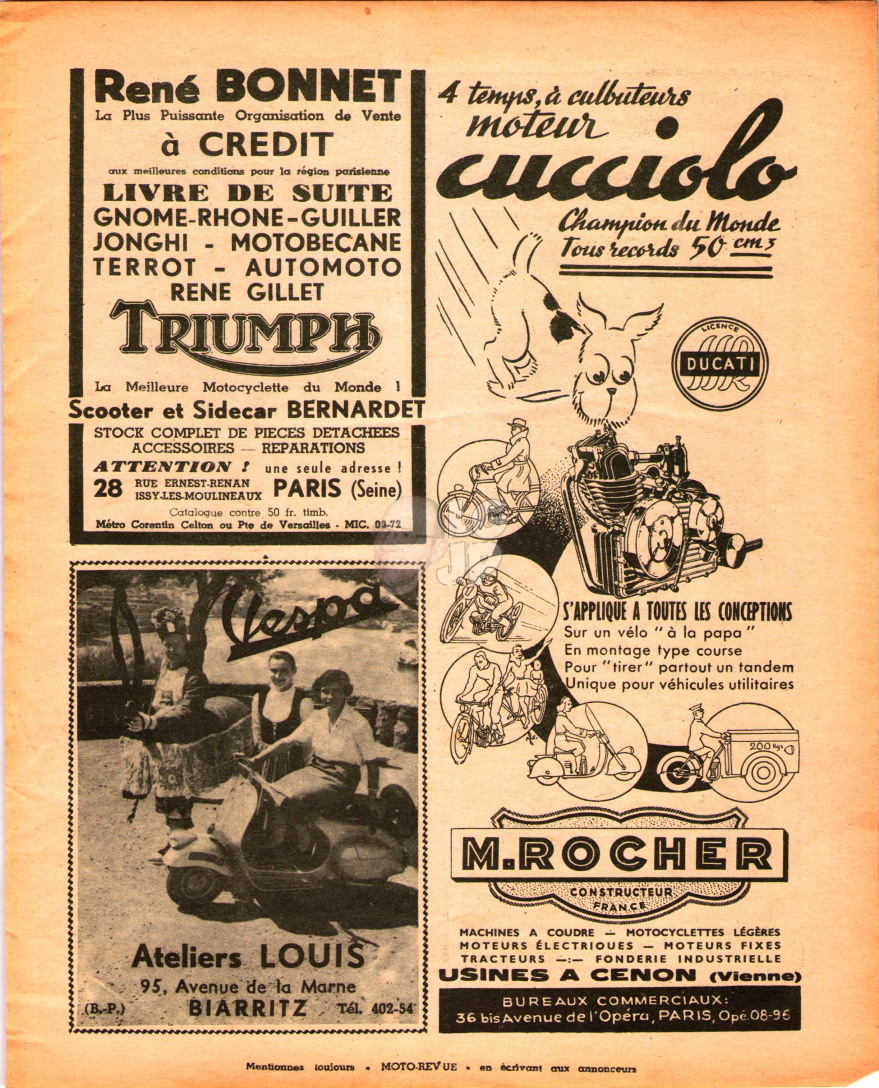 René BONNET
La Plus Puissante Organisation de Vente
à CREDIT
aux meilleures conditions pour la région parisienne
LIVRE DE SUITE
GNOME-RHONE-GUILLER
JONGHI - MOTOBECANE
TERROT - AUTOMOTO
RENE GILLET
TRIUMPH
La Meilleure Motocyclette du Monde !
Scooter et Sidecar BERNARDET
STOCK COMPLET DE PIECES DETACHEES
ACCESSOIRES — REPARATIONS
ATTENTION ! une seule adresse !
28 RUE ERNEST-RENAN
ISSY-LES-MOULINEAUX PARIS (Seine)
Catalogue contre 50 fr. timb.
Métro Corentin Celton ou Pte de Versailles - MIC. 03-72
Vespa
Ateliers LOUIS
95, Avenue de la Marne
(B.-P.) BIARRITZ Tél. 402-54
4 temps, à culbuteurs
moteur
cucciolo
Champion du Monde
Tous records 50 cm3
LICENCE
DUCATI
S'APPLIQUE A TOUTES LES CONCEPTIONS
Sur un vélo "à la papa"
En montage type course
Pour "tirer" partout un tandem
Unique pour véhicules utilitaires
200 Kgs
M.ROCHER
CONSTRUCTEUR
FRANCE
MACHINES A COUDRE — MOTOCYCLETTES LÉGÈRES
MOTEURS ÉLECTRIQUES — MOTEURS FIXES
TRACTEURS —:— FONDERIE INDUSTRIELLE
USINES A CENON (Vienne)
BUREAUX COMMERCIAUX:
36 bis Avenue de l'Opéra, PARIS, Opé. 08-96
Mentionnez toujours « MOTO-REVUE » en écrivant aux annonceurs